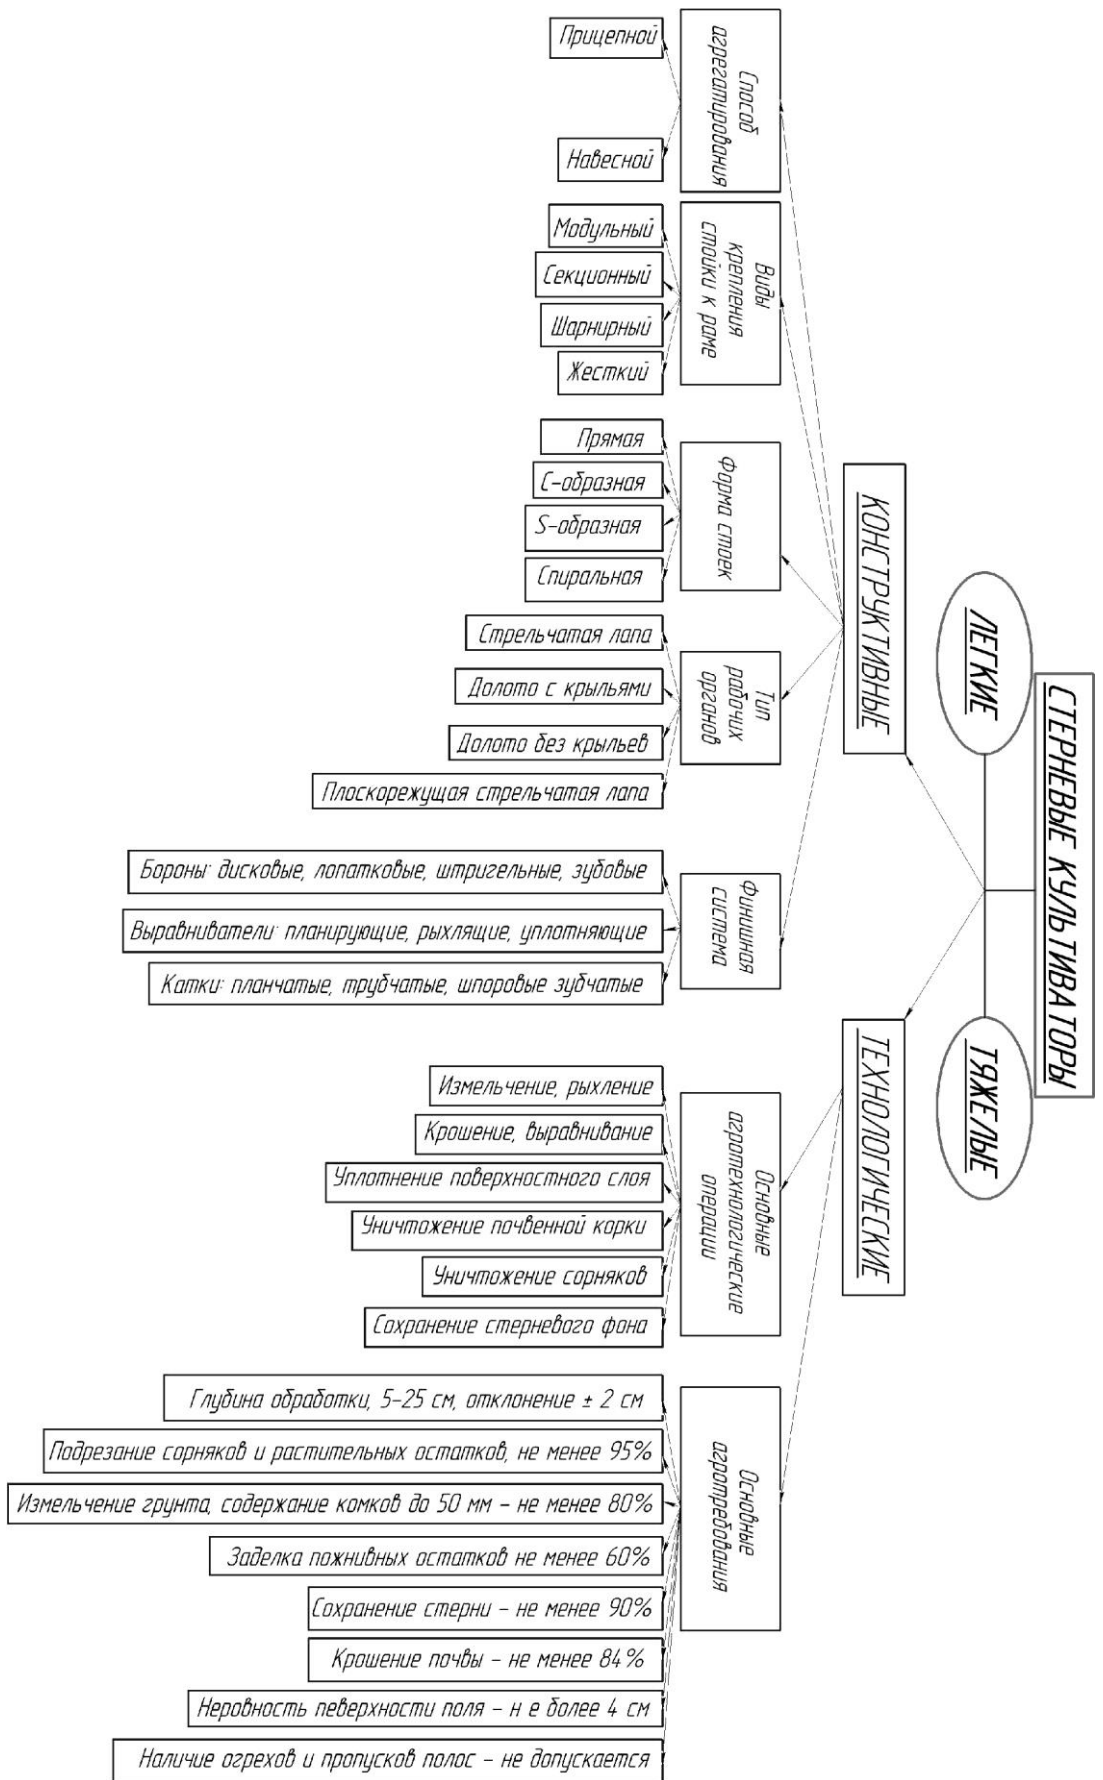 СТЕРНЕВЫЕ КУЛЬТИВАТОРЫ
ЛЕГКИЕ
ТЯЖЕЛЫЕ
КОНСТРУКТИВНЫЕ
ТЕХНОЛОГИЧЕСКИЕ
Способ
агрегатирования
Прицепной
Навесной
Виды
крепления
стойки к раме
Модульный
Секционный
Шарнирный
Жесткий
Форма стоек
Прямая
С-образная
S-образная
Спиральная
Тип
рабочих
органов
Стрельчатая лапа
Долото с крыльями
Долото без крыльев
Плоскорежущая стрельчатая лапа
Финишная
система
Бороны: дисковые, лопатковые, штригельные, зубовые
Выравниватели: планирующие, рыхлящие, уплотняющие
Катки: планчатые, трубчатые, шпоровые зубчатые
Основные
агротехнологические
операции
Измельчение, рыхление
Крошение, выравнивание
Уплотнение поверхностного слоя
Уничтожение почвенной корки
Уничтожение сорняков
Сохранение стерневого фона
Основные
агротребования
Глубина обработки, 5-25 см, отклонение ± 2 см
Подрезание сорняков и растительных остатков, не менее 95%
Измельчение грунта, содержание комков до 50 мм - не менее 80%
Заделка пожнивных остатков не менее 60%
Сохранение стерни - не менее 90%
Крошение почвы - не менее 84%
Неровность певерхности поля - н е более 4 см
Наличие огрехов и пропусков полос - не допускается